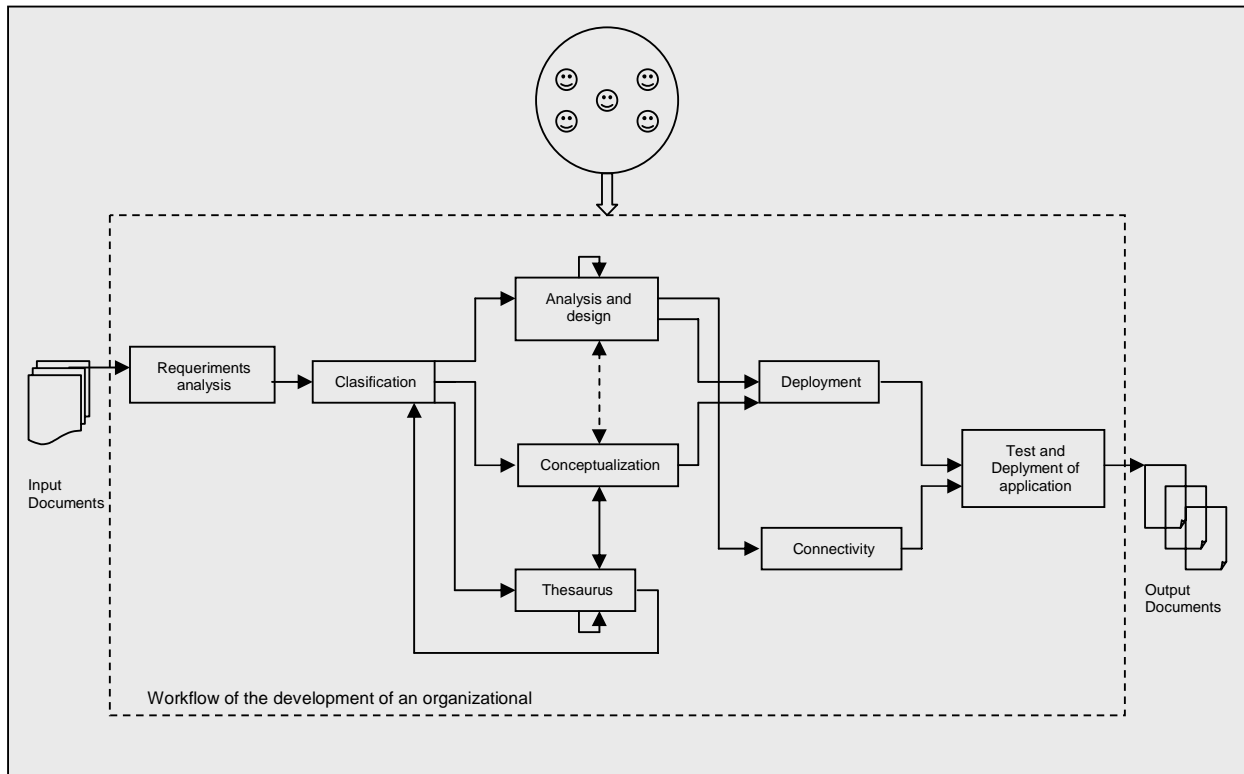 Input
Documents
Requeriments
analysis
Clasification
Analysis and
design
Conceptualization
Thesaurus
Deployment
Connectivity
Test and
Deplyment of
application
Output
Documents
Workflow of the development of an organizational